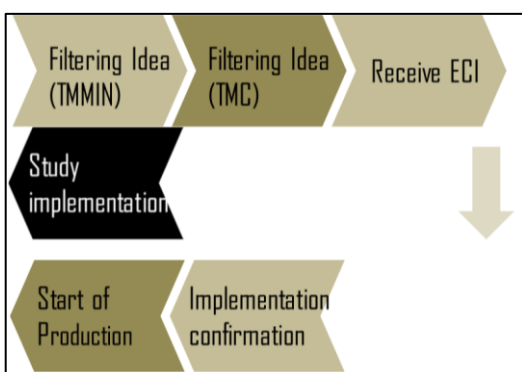 Filtering Idea
(TMMIN)
Filtering Idea
(TMC)
Receive ECI
Study
implementation
Start of
Production
Implementation
confirmation